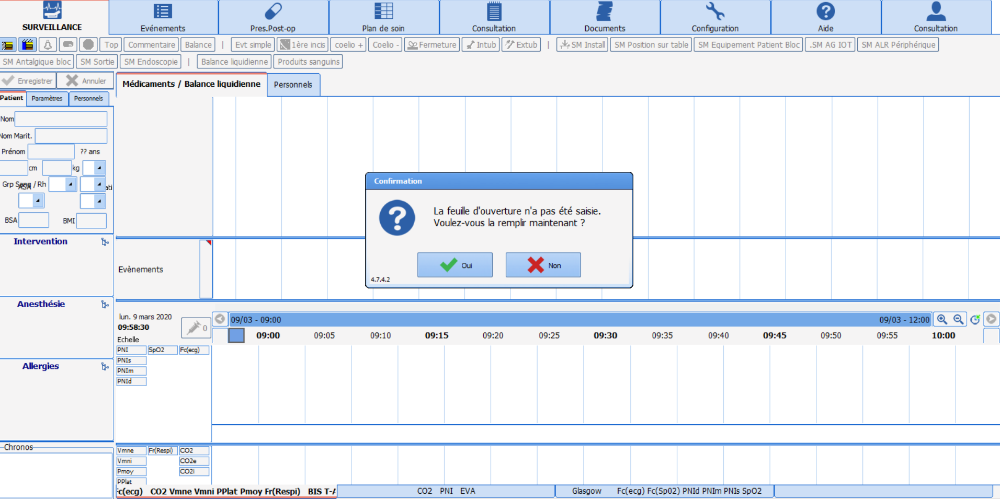 SURVEILLANCE
Evénements
Pres.Post-op
Plan de soin
Consultation
Documents
Configuration
Aide
Consultation
Top Commentaire Balance | Evt simple 1ère incis coelio + Coelio - Fermeture Intub Extub | SM Install SM Position sur table SM Equipement Patient Bloc .SM AG IOT SM ALR Périphérique
SM Antalgique bloc SM Sortie SM Endoscopie | Balance liquidienne Produits sanguins
Enregistrer Annuler
Médicaments / Balance liquidienne Personnels
Patient Paramètres Personnels
Nom
Nom Marit.
Prénom ?? ans
cm kg
Grp Sang / Rh
ASA
BSA BMI
Intervention
Anesthésie
Allergies
Chronos
Confirmation
La feuille d'ouverture n'a pas été saisie.
Voulez-vous la remplir maintenant ?
Oui Non
4.7.4.2
Evènements
lun. 9 mars 2020
09:58:30
0
Echelle
09/03 - 09:00 09/03 - 12:00
09:00 09:05 09:10 09:15 09:20 09:25 09:30 09:35 09:40 09:45 09:50 09:55 10:00
PNI SpO2 Fc(ecg)
PNIs
PNIm
PNId
Vmne Fr(Respi) CO2
Vmni CO2e
Pmoy CO2i
PPlat
Fc(ecg) CO2 Vmne Vmni PPlat Pmoy Fr(Respi) BIS
CO2 PNI EVA
Glasgow Fc(ecg) Fc(Sp02) PNId PNIm PNIs SpO2